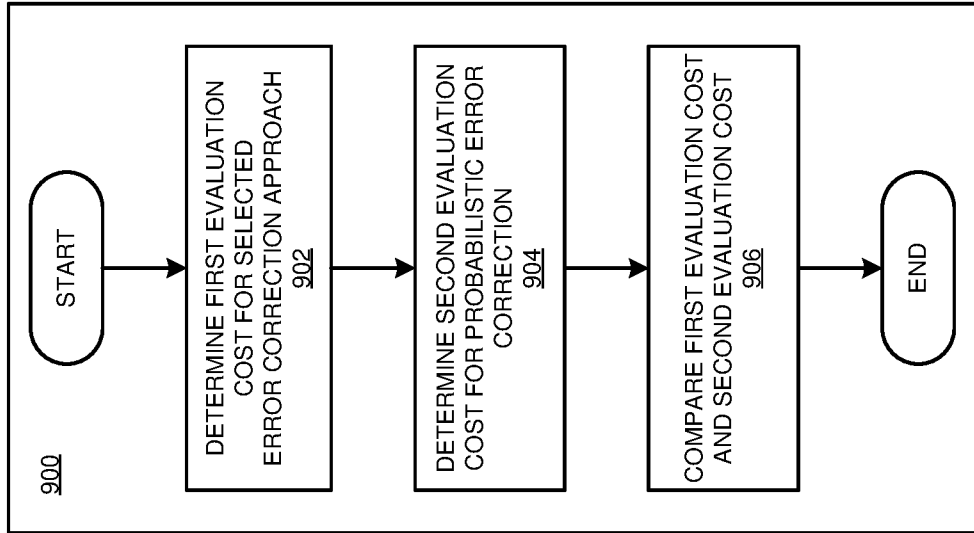 900
START
DETERMINE FIRST EVALUATION
COST FOR SELECTED
ERROR CORRECTION APPROACH
902
DETERMINE SECOND EVALUATION
COST FOR PROBABILISTIC ERROR
CORRECTION
904
COMPARE FIRST EVALUATION COST
AND SECOND EVALUATION COST
906
END